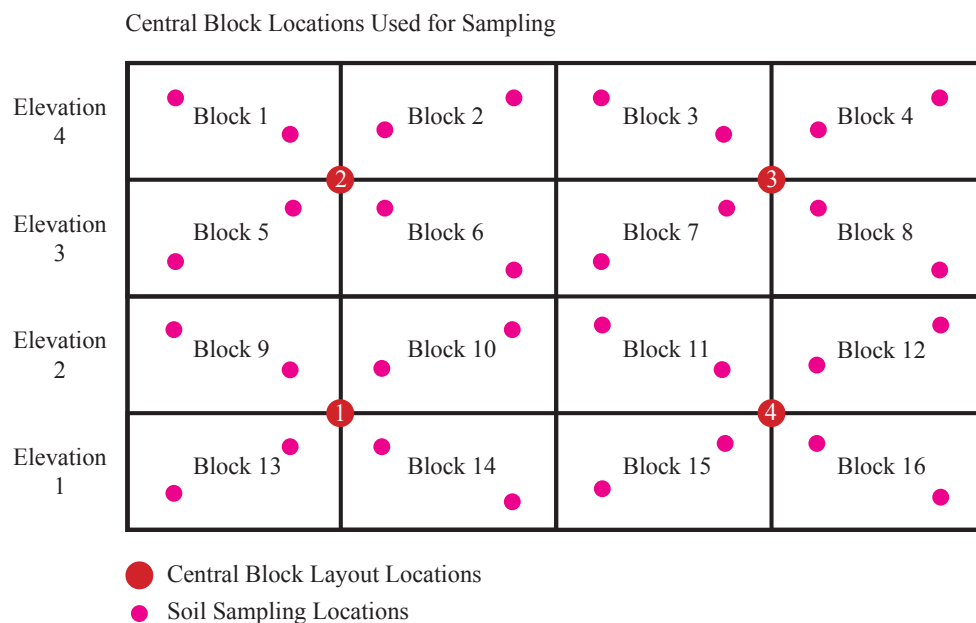 Central Block Locations Used for Sampling
Elevation
4
Block 1
Block 2
Block 3
Block 4
2
3
Elevation
3
Block 5
Block 6
Block 7
Block 8
Elevation
2
Block 9
Block 10
Block 11
Block 12
1
4
Elevation
1
Block 13
Block 14
Block 15
Block 16
Central Block Layout Locations
Soil Sampling Locations